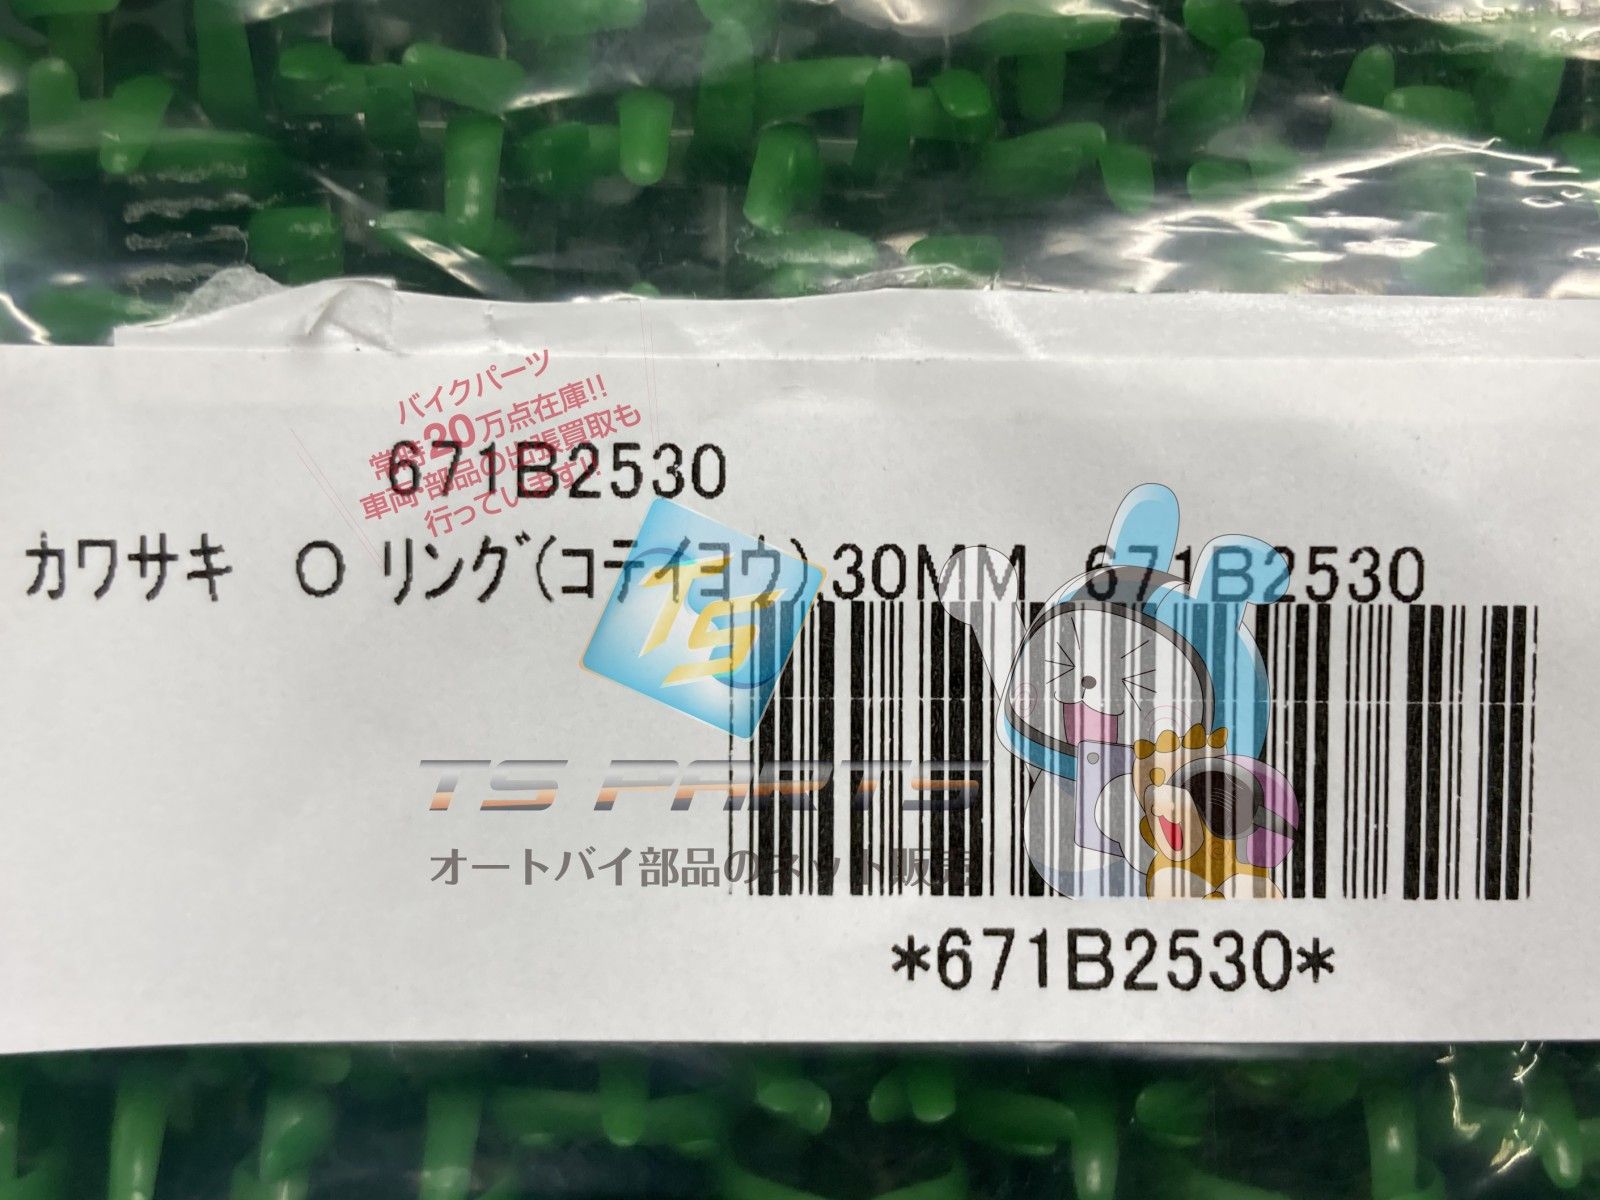 バイクパーツ
常時20万点在庫!!
車両・部品の出張買取も
行っています!!
671B2530
カワサキ　O リング(コテイヨウ),30MM　671B2530
TS
TS PARTS
オートバイ部品のネット販売
*671B2530*